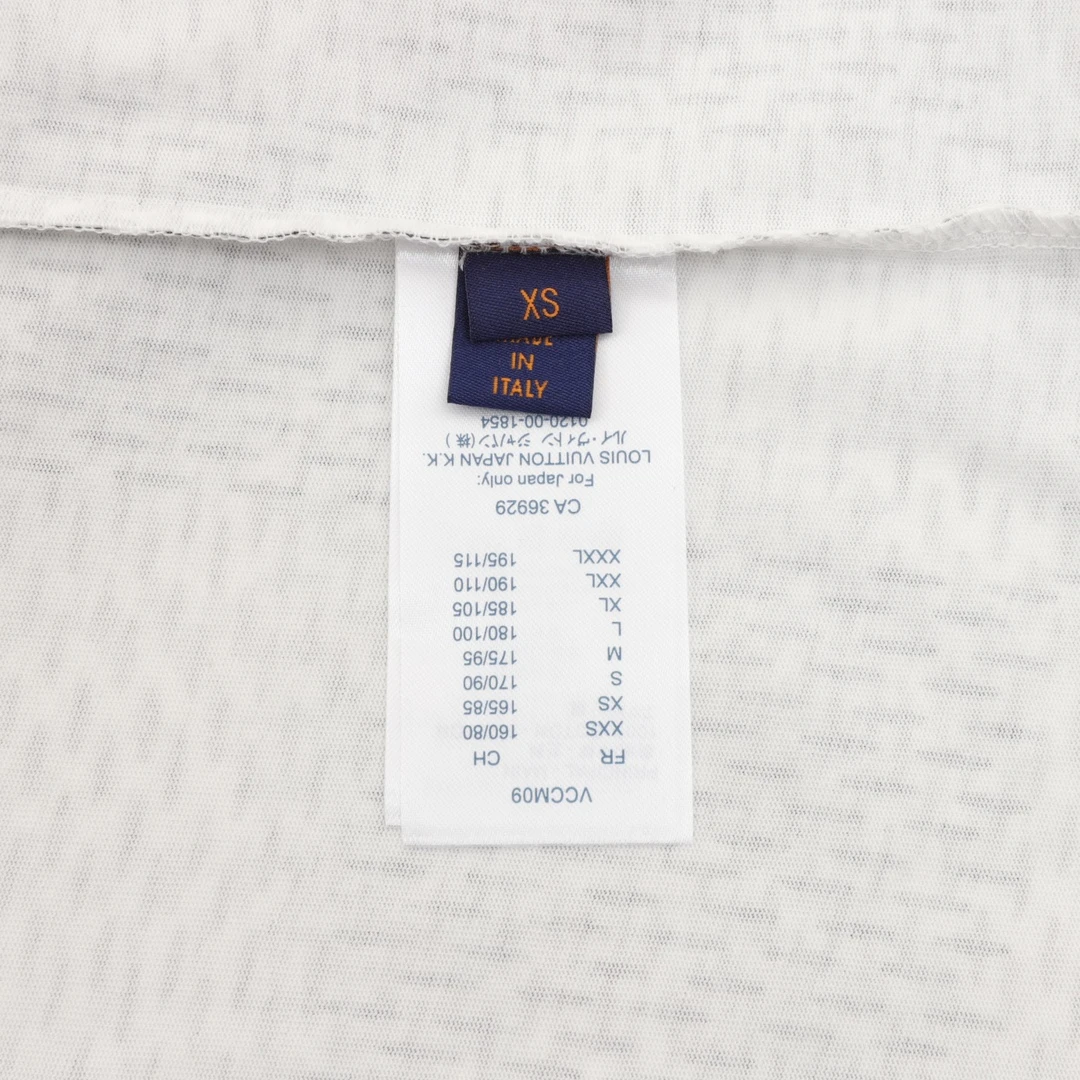 XS
MADE
IN
ITALY
VCCM09
FR CH
XXS 160/80
XS 165/85
S 170/90
M 175/95
L 180/100
XL 185/105
XXL 190/110
XXXL 195/115
CA 36929
For Japan only:
LOUIS VUITTON JAPAN K.K.
ルイ・ヴィトン ジャパン(株)
0120-00-1854